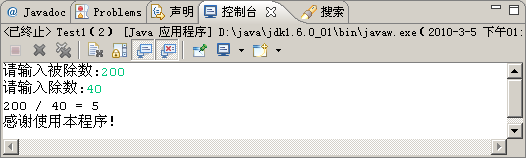 @ Javadoc Problems 声明 控制台 搜索
<已终止> Test1 (2) [Java 应用程序] D:\java\jdk1.6.0_01\bin\javaw.exe (2010-3-5 下午01:
请输入被除数:200
请输入除数:40
200 / 40 = 5
感谢使用本程序!